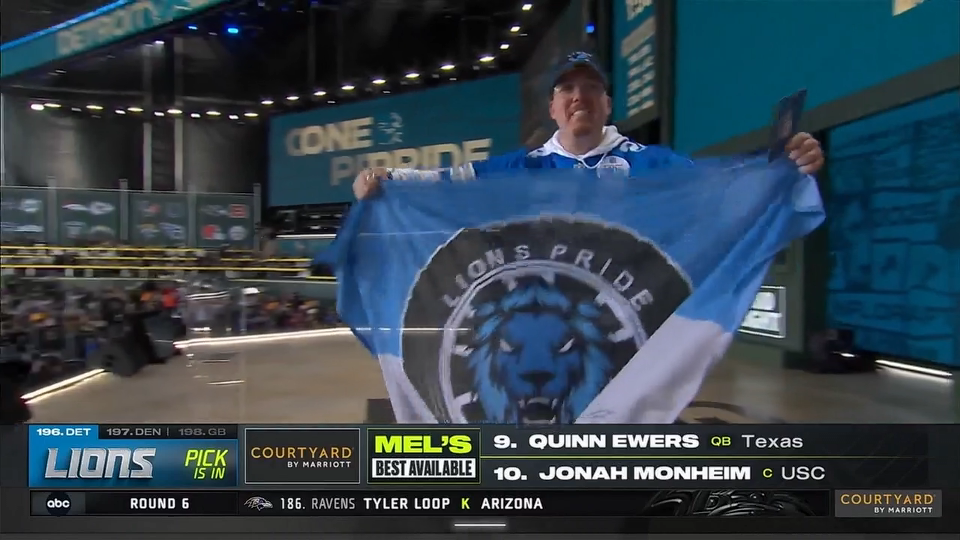 DETROIT
ONE
PRIDE
LIONS PRIDE
196.DET 197.DEN 198.GB
LIONS PICK IS IN
COURTYARD
BY MARRIOTT
MEL'S
BEST AVAILABLE
9. QUINN EWERS QB Texas
10. JONAH MONHEIM C USC
abc ROUND 6 186. RAVENS TYLER LOOP K ARIZONA
COURTYARD
BY MARRIOTT